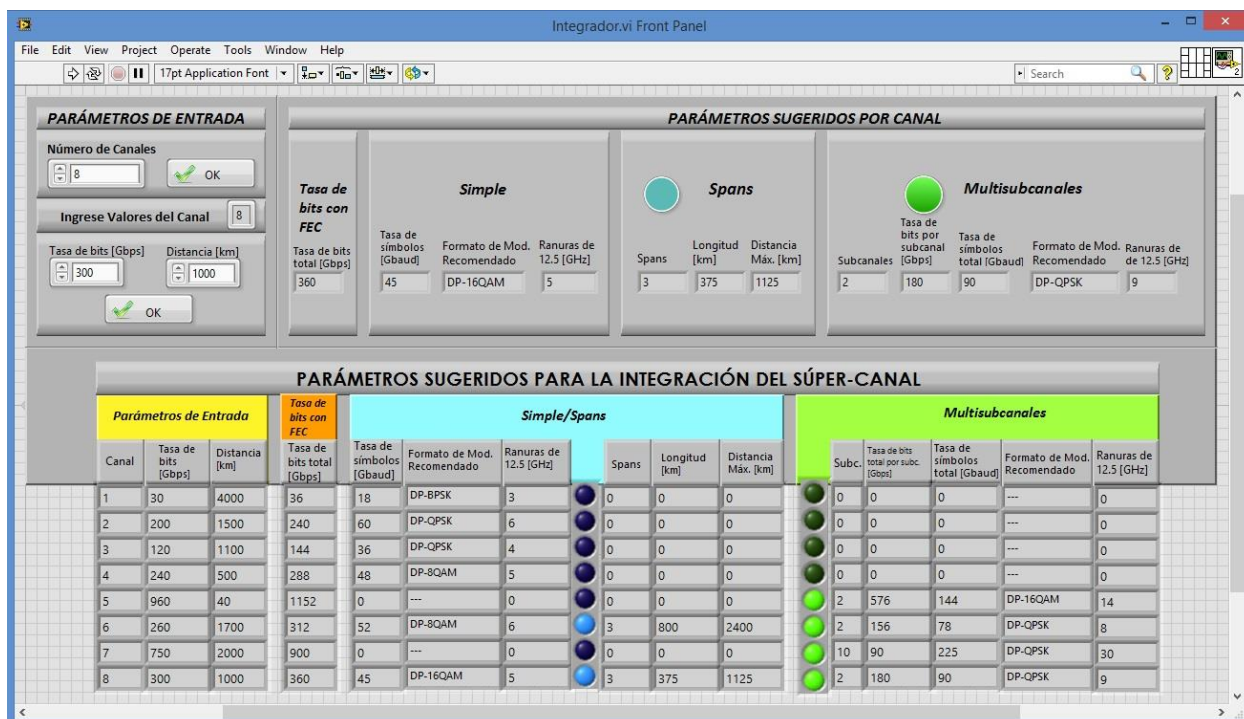 Integrador.vi Front Panel
File Edit View Project Operate Tools Window Help
17pt Application Font
Search
2
PARÁMETROS DE ENTRADA
Número de Canales
8
OK
Ingrese Valores del Canal 8
Tasa de bits [Gbps] Distancia [km]
300 1000
OK
PARÁMETROS SUGERIDOS POR CANAL
Tasa de
bits con
FEC
Tasa de bits
total [Gbps]
360
Simple
Tasa de
símbolos
[Gbaud]
45
Formato de Mod.
Recomendado
DP-16QAM
Ranuras de
12.5 [GHz]
5
Spans
Spans
3
Longitud
[km]
375
Distancia
Máx. [km]
1125
Multisubcanales
Subcanales
2
Tasa de
bits por
subcanal
[Gbps]
180
Tasa de
símbolos
total [Gbaud]
90
Formato de Mod.
Recomendado
DP-QPSK
Ranuras de
de 12.5 [GHz]
9
PARÁMETROS SUGERIDOS PARA LA INTEGRACIÓN DEL SÚPER-CANAL
Parámetros de Entrada
Tasa de
bits con
FEC
Simple/Spans
Multisubcanales
Canal
Tasa de
bits
[Gbps]
Distancia
[km]
Tasa de
bits total
[Gbps]
Tasa de
símbolos
[Gbaud]
Formato de Mod.
Recomendado
Ranuras de
12.5 [GHz]
Spans
Longitud
[km]
Distancia
Máx. [km]
Subc.
Tasa de bits
total por subc.
[Gbps]
Tasa de
símbolos
total [Gbaud]
Formato de Mod.
Recomendado
Ranuras de
12.5 [GHz]
1 30 4000 36 18 DP-BPSK 3 0 0 0 0 0 0 --- 0
2 200 1500 240 60 DP-QPSK 6 0 0 0 0 0 0 --- 0
3 120 1100 144 36 DP-QPSK 4 0 0 0 0 0 0 --- 0
4 240 500 288 48 DP-8QAM 5 0 0 0 0 0 0 --- 0
5 960 40 1152 0 --- 0 0 0 0 2 576 144 DP-16QAM 14
6 260 1700 312 52 DP-8QAM 6 3 800 2400 2 156 78 DP-QPSK 8
7 750 2000 900 0 --- 0 0 0 0 10 90 225 DP-QPSK 30
8 300 1000 360 45 DP-16QAM 5 3 375 1125 2 180 90 DP-QPSK 9